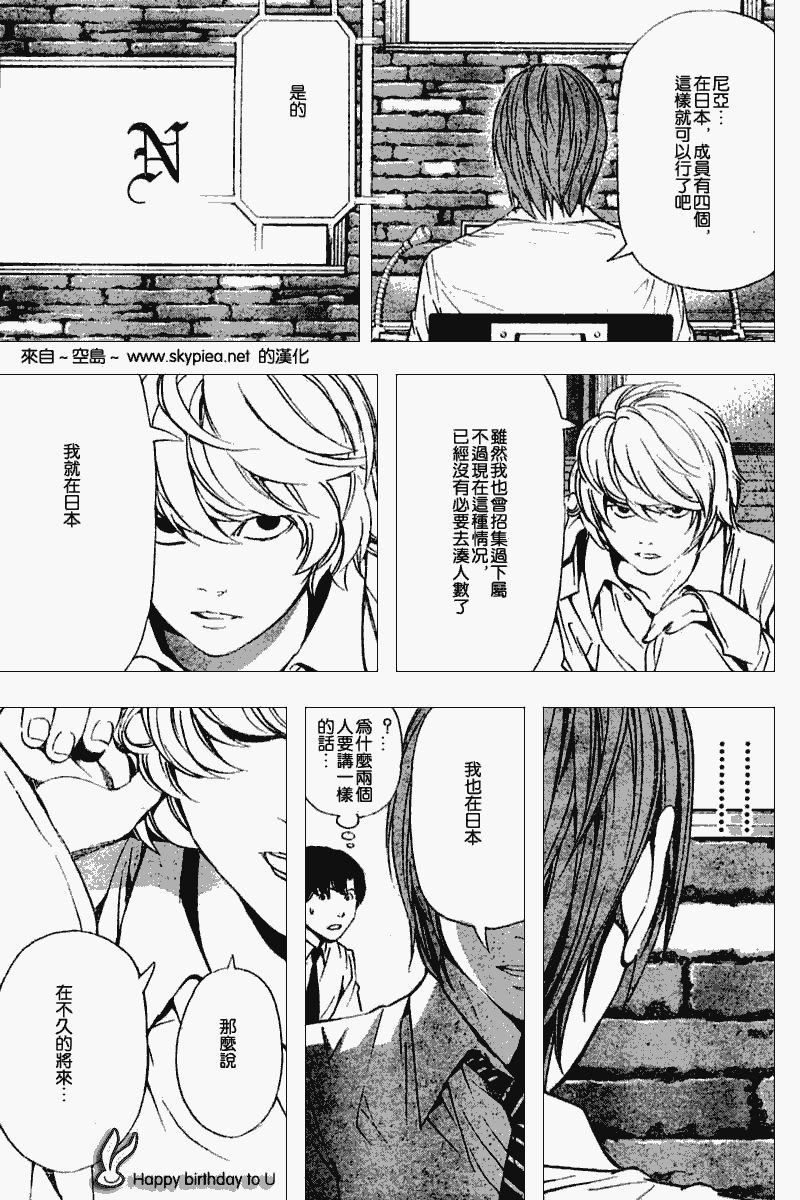 尼亞…
在日本，成員有四個，
這樣就可以行了吧
是的
N
來自～空島～ www.skypiea.net 的漢化
雖然我也曾招集過下屬
不過現在這種情况，
已經沒有必要去湊人數了
我就在日本
…………
我也在日本
？…
為什麼兩個
人要講一樣
的話…
那麼說
在不久的將來…
Happy birthday to U